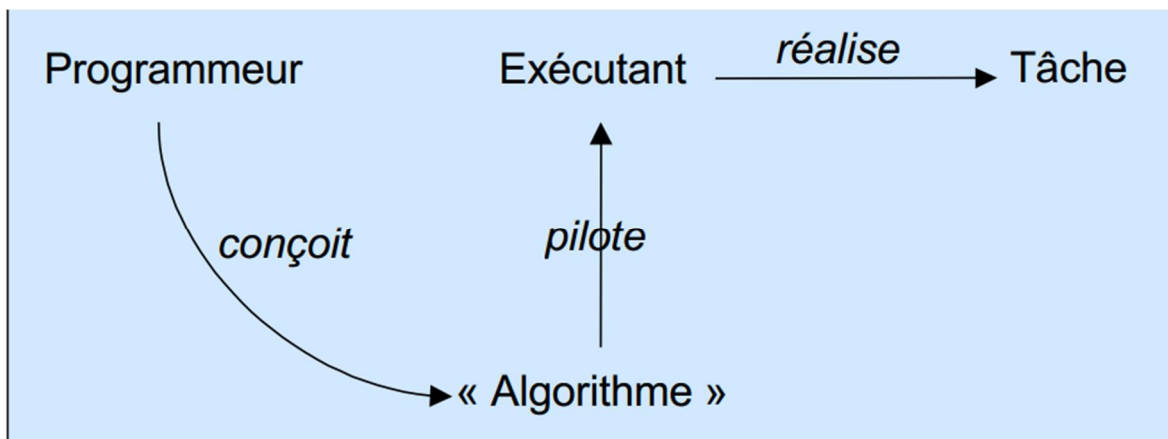 Programmeur Exécutant réalise Tâche
conçoit pilote
« Algorithme »